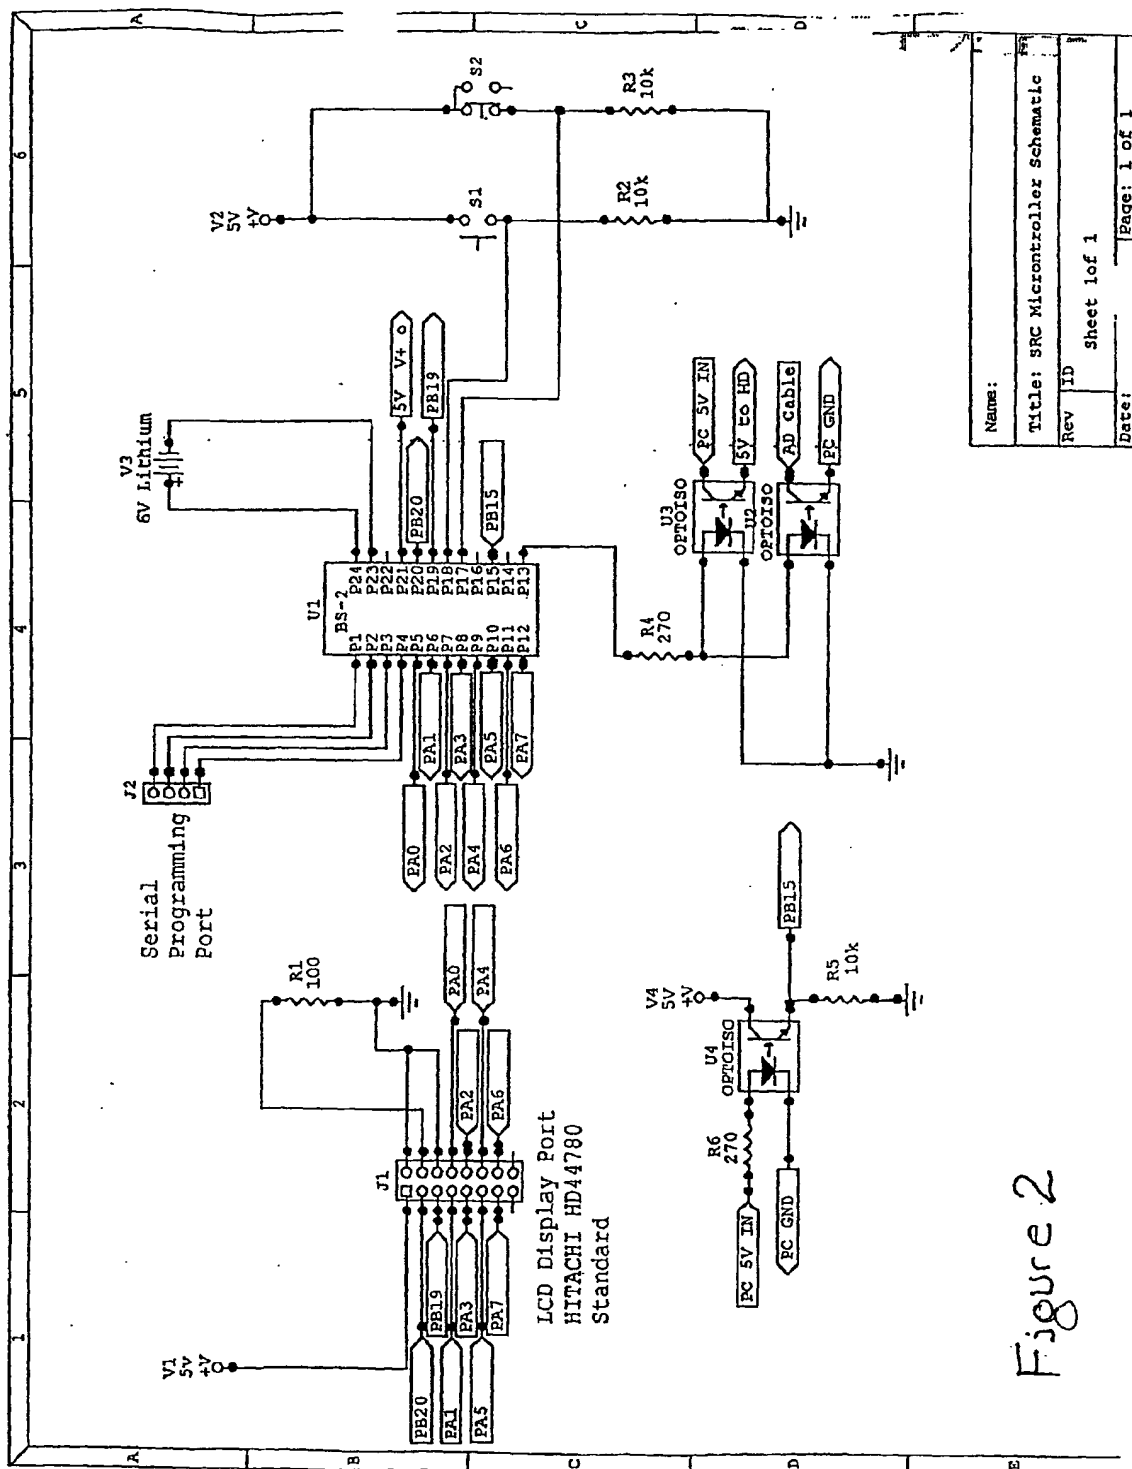 1
2
3
4
5
6
A
B
C
D
A
C
D
E
V1
5V
+V
PB20
PB19
PA1
PA3
PA5
PA7
J1
PA0
PA2
PA4
PA6
R1
100
LCD Display Port
HITACHI HD44780
Standard
Serial
Programming
Port
J2
PA0
PA1
PA2
PA3
PA4
PA5
PA6
PA7
U1
BS-2
P1
P2
P3
P4
P5
P6
P7
P8
P9
P10
P11
P12
P24
P23
P22
P21
P20
P19
P18
P17
P16
P15
P14
P13
V3
6V Lithium
+
5V V+
PB20
PB19
PB15
V2
5V
+V
S1
S2
R2
10k
R3
10k
R4
270
U3
OPTOISO
U2
OPTOISO
PC 5V IN
5V to HD
AD Cable
PC GND
PC 5V IN
PC GND
R6
270
U4
OPTOISO
V4
5V
+V
PB15
R5
10k
Name:
Title: SRC Microntroller Schematic
Rev
ID
Sheet 1of 1
Date:
Page: 1 of 1
Figure 2